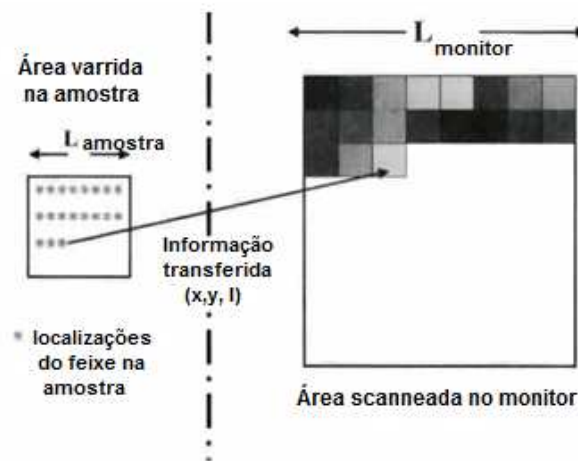 Área varrida
na amostra
L amostra
L monitor
Informação
transferida
(x,y, I)
* localizações
do feixe na
amostra
Área scanneada no monitor